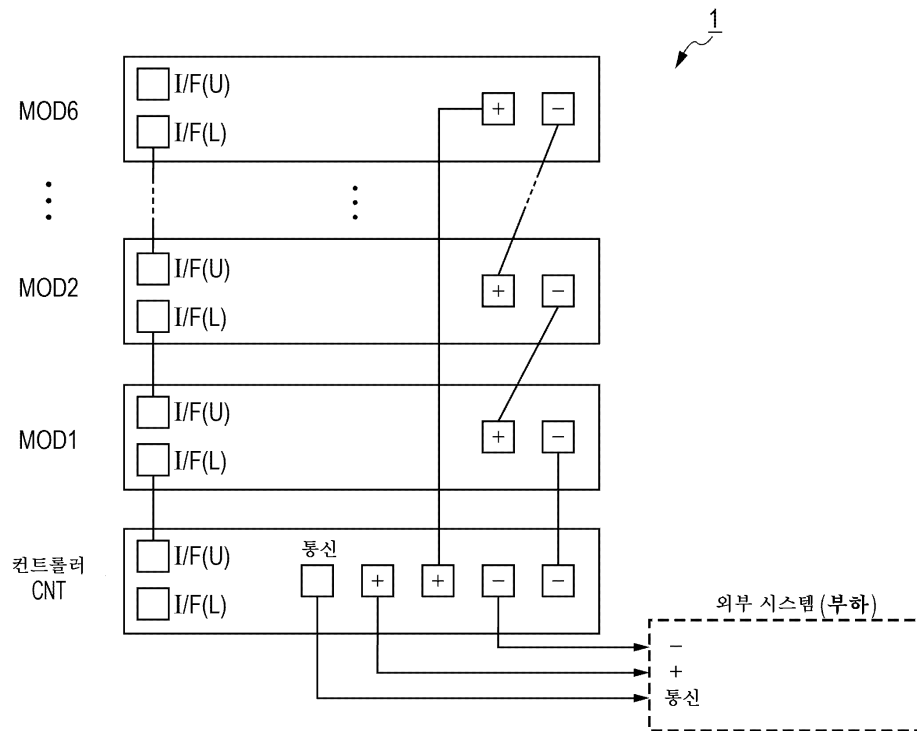 1
MOD6
I/F(U)
I/F(L)
+ −
MOD2
I/F(U)
I/F(L)
+ −
MOD1
I/F(U)
I/F(L)
+ −
컨트롤러
CNT
I/F(U)
I/F(L)
통신
+ + − −
외부 시스템(부하)
−
+
통신